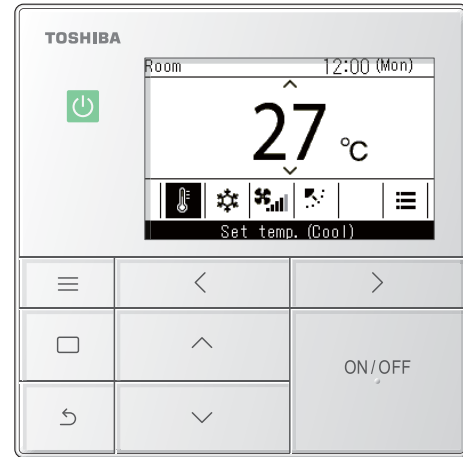 TOSHIBA
Room 12:00 (Mon)
27 °C
Set temp. (Cool)
ON/OFF